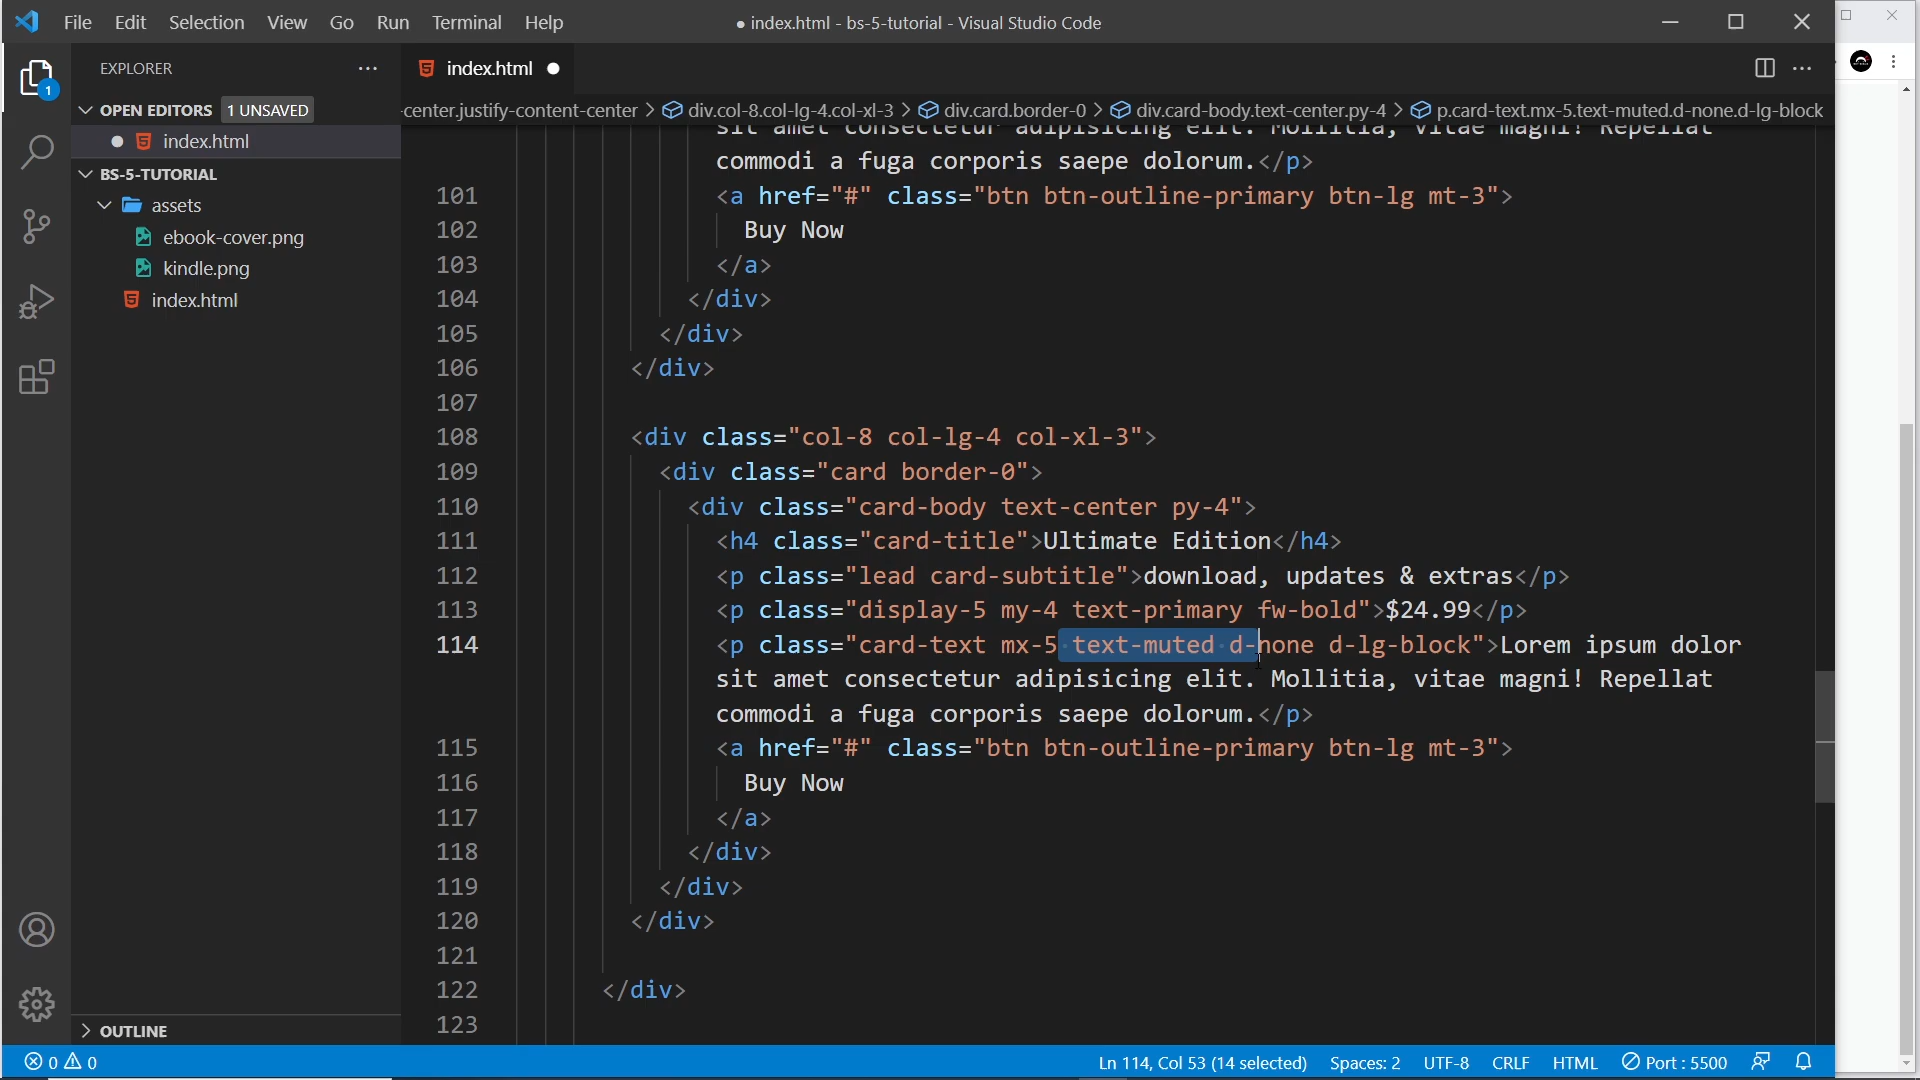 File Edit Selection View Go Run Terminal Help
● index.html - bs-5-tutorial - Visual Studio Code
EXPLORER
index.html
1
OPEN EDITORS 1 UNSAVED
index.html
BS-5-TUTORIAL
assets
ebook-cover.png
kindle.png
index.html
OUTLINE
-center.justify-content-center > div.col-8.col-lg-4.col-xl-3 > div.card.border-0 > div.card-body.text-center.py-4 > p.card-text.mx-5.text-muted.d-none.d-lg-block
sit amet consectetur adipisicing elit. Mollitia, vitae magni! Repellat
commodi a fuga corporis saepe dolorum.</p>
101 <a href="#" class="btn btn-outline-primary btn-lg mt-3">
102 Buy Now
103 </a>
104 </div>
105 </div>
106 </div>
107
108 <div class="col-8 col-lg-4 col-xl-3">
109 <div class="card border-0">
110 <div class="card-body text-center py-4">
111 <h4 class="card-title">Ultimate Edition</h4>
112 <p class="lead card-subtitle">download, updates & extras</p>
113 <p class="display-5 my-4 text-primary fw-bold">$24.99</p>
114 <p class="card-text mx-5 text-muted d-none d-lg-block">Lorem ipsum dolor
sit amet consectetur adipisicing elit. Mollitia, vitae magni! Repellat
commodi a fuga corporis saepe dolorum.</p>
115 <a href="#" class="btn btn-outline-primary btn-lg mt-3">
116 Buy Now
117 </a>
118 </div>
119 </div>
120 </div>
121
122 </div>
123
0 0
Ln 114, Col 53 (14 selected) Spaces: 2 UTF-8 CRLF HTML Port : 5500